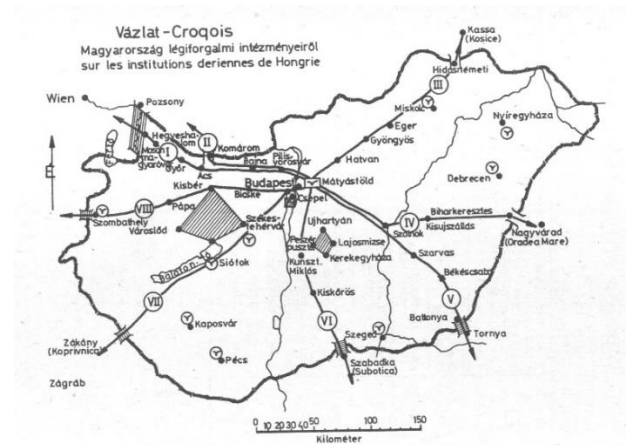 Vázlat-Croqois
Magyarország légiforgalmi intézményeiről
sur les institutions deriennes de Hongrie
Kassa
(Kosice)
Hidasnémeti
Wien
Pozsony
III
Miskolc
Nyíregyháza
Hegyeshalom
II
Eger
Gyöngyös
Mosonmagyaróvár
I
Komárom
É
Győr
Ács
Bajna
Pilisvörösvár
Hatvan
Debrecen
Kisbér
Budapest
Mátyásföld
Bicske
Csepel
VIII
Pápa
Szombathely
Székesfehérvár
Ujhartyán
IV
Biharkeresztes
Szolnok
Kisujszállás
Nagyvárad
(Oradea Mare)
Városlőd
Lajosmizse
Kerekegyháza
Szarvas
Balaton
Siófok
Kunszt.
Miklós
Békéscsaba
VII
Kiskőrös
V
Kaposvár
VI
Szeged
Battonya
Tornya
Zákány
(Koprivnica)
Pécs
Szabadka
(Subotica)
Zágráb
0 10 20 30 40 50 100 150
Kilométer